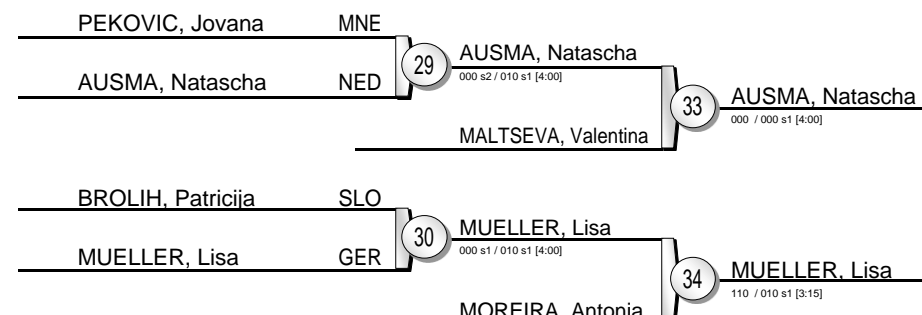 PEKOVIC, Jovana MNE
29
AUSMA, Natascha
000 s2 / 010 s1 [4:00]
AUSMA, Natascha NED
33
AUSMA, Natascha
000 / 000 s1 [4:00]
MALTSEVA, Valentina
BROLIH, Patricija SLO
30
MUELLER, Lisa
000 s1 / 010 s1 [4:00]
MUELLER, Lisa GER
34
MUELLER, Lisa
110 / 010 s1 [3:15]
MOREIRA, Antonia